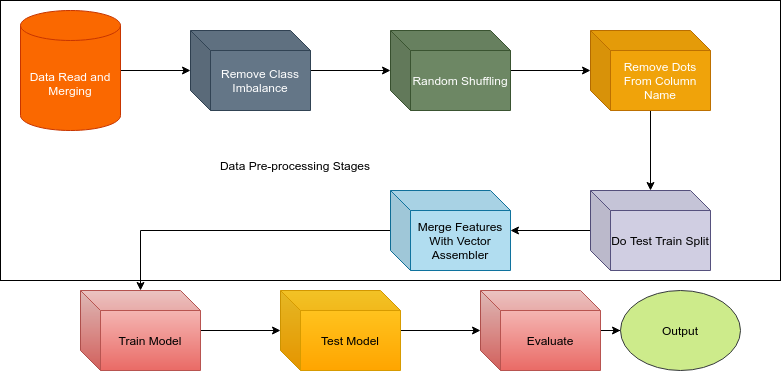 Data Read and
Merging
Remove Class
Imbalance
Random Shuffling
Remove Dots
From Column
Name
Data Pre-processing Stages
Merge Features
With Vector
Assembler
Do Test Train Split
Train Model
Test Model
Evaluate
Output